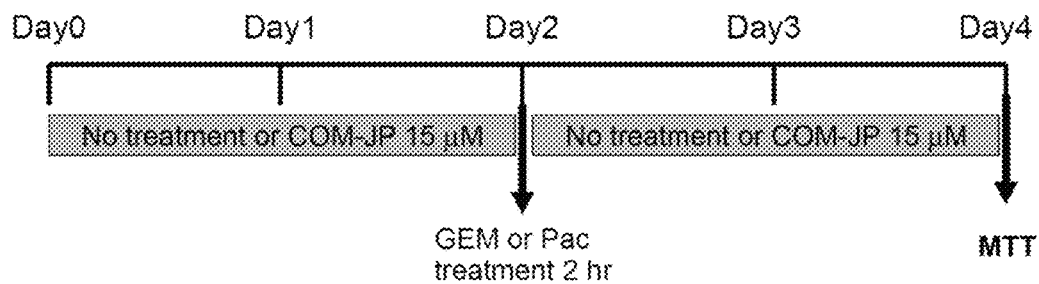 Day0 Day1 Day2 Day3 Day4
No treatment or COM-JP 15 μM No treatment or COM-JP 15 μM
GEM or Pac
treatment 2 hr
MTT